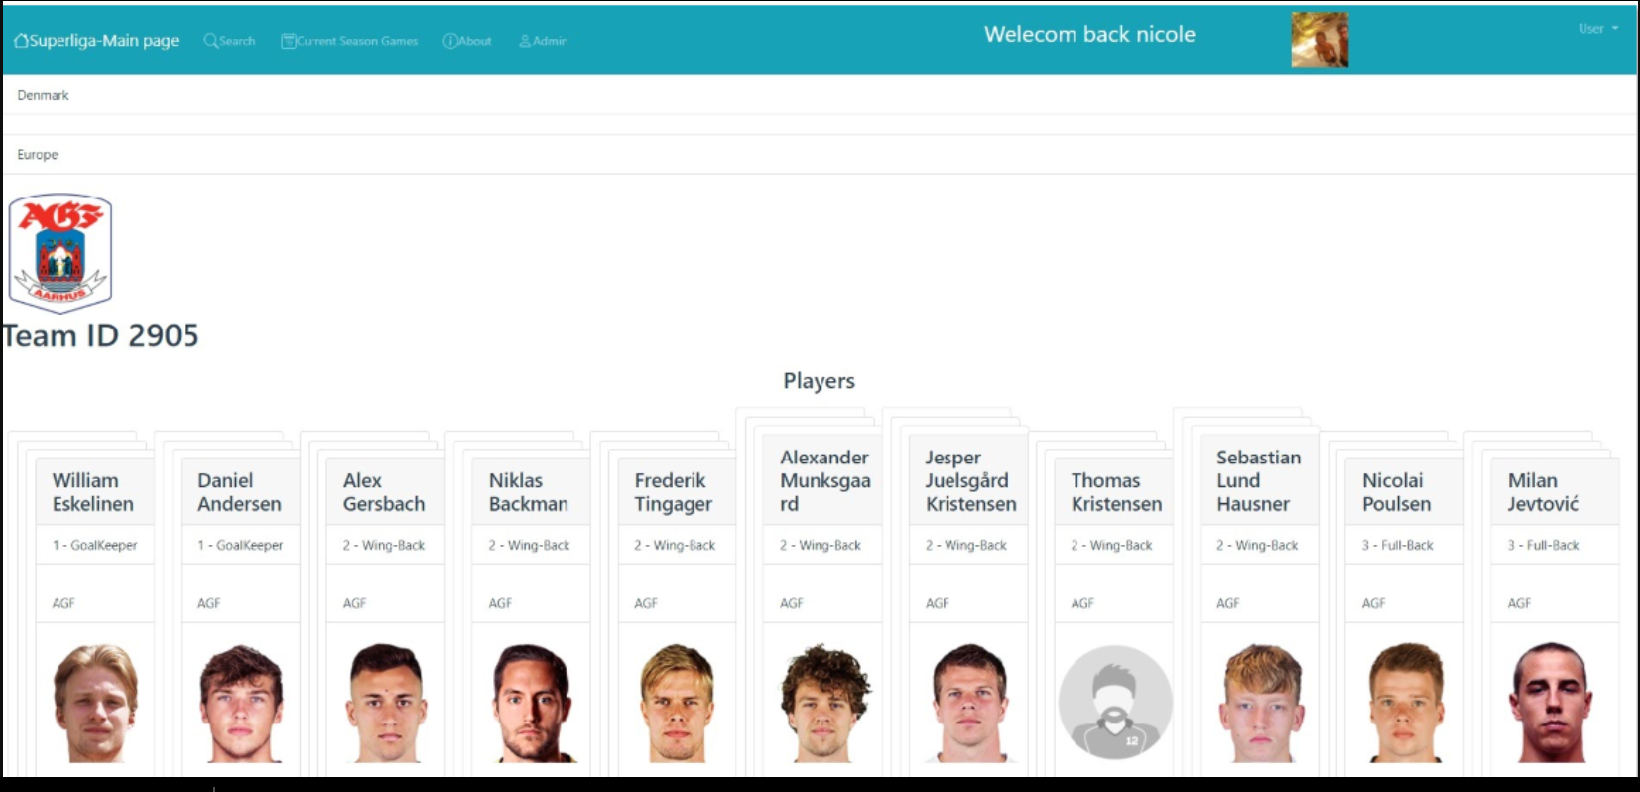 Superliga-Main page Search Current Season Games About Admin Welecom back nicole User
Denmark
Europe
AGF
AARHUS
Team ID 2905
Players
William
Eskelinen
1 - GoalKeeper
AGF
Daniel
Andersen
1 - GoalKeeper
AGF
Alex
Gersbach
2 - Wing-Back
AGF
Niklas
Backman
2 - Wing-Back
AGF
Frederik
Tingager
2 - Wing-Back
AGF
Alexander
Munksgaa
rd
2 - Wing-Back
AGF
Jesper
Juelsgård
Kristensen
2 - Wing-Back
AGF
Thomas
Kristensen
2 - Wing-Back
AGF
12
Sebastian
Lund
Hausner
2 - Wing-Back
AGF
Nicolai
Poulsen
3 - Full-Back
AGF
Milan
Jevtović
3 - Full-Back
AGF